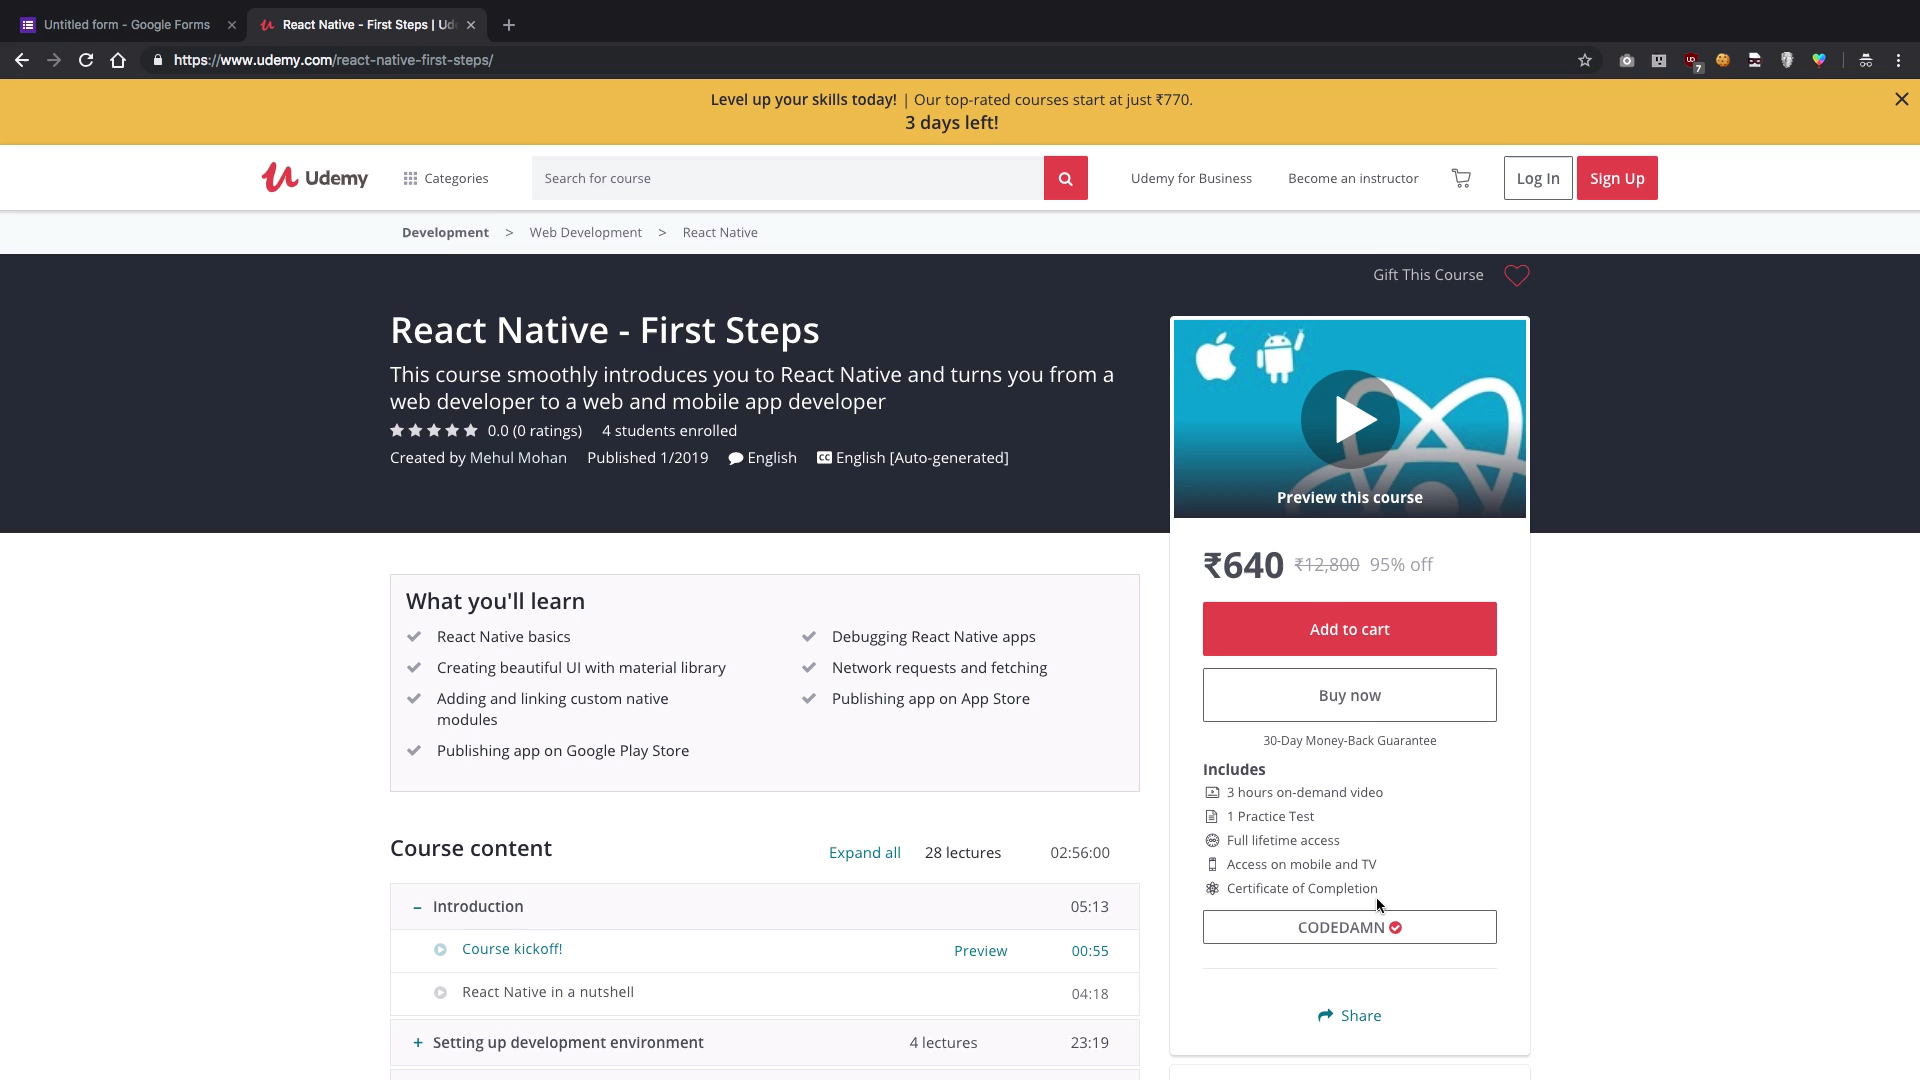 Untitled form - Google Forms
React Native - First Steps | Ud
https://www.udemy.com/react-native-first-steps/
7
Level up your skills today! | Our top-rated courses start at just ₹770.
3 days left!
Udemy
Categories
Search for course
Udemy for Business
Become an instructor
Log In
Sign Up
Development > Web Development > React Native
Gift This Course
React Native - First Steps
This course smoothly introduces you to React Native and turns you from a
web developer to a web and mobile app developer
0.0 (0 ratings) 4 students enrolled
Created by Mehul Mohan Published 1/2019 English CC English [Auto-generated]
Preview this course
₹640 ₹12,800 95% off
Add to cart
Buy now
30-Day Money-Back Guarantee
Includes
3 hours on-demand video
1 Practice Test
Full lifetime access
Access on mobile and TV
Certificate of Completion
CODEDAMN
Share
What you'll learn
React Native basics
Creating beautiful UI with material library
Adding and linking custom native
modules
Publishing app on Google Play Store
Debugging React Native apps
Network requests and fetching
Publishing app on App Store
Course content
Expand all 28 lectures 02:56:00
– Introduction 05:13
Course kickoff! Preview 00:55
React Native in a nutshell 04:18
+ Setting up development environment 4 lectures 23:19